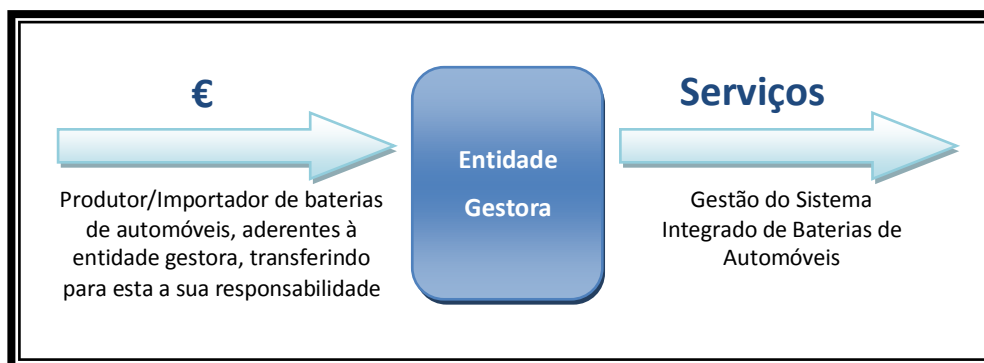 €
Produtor/Importador de baterias
de automóveis, aderentes à
entidade gestora, transferindo
para esta a sua responsabilidade
Entidade
Gestora
Serviços
Gestão do Sistema
Integrado de Baterias de
Automóveis